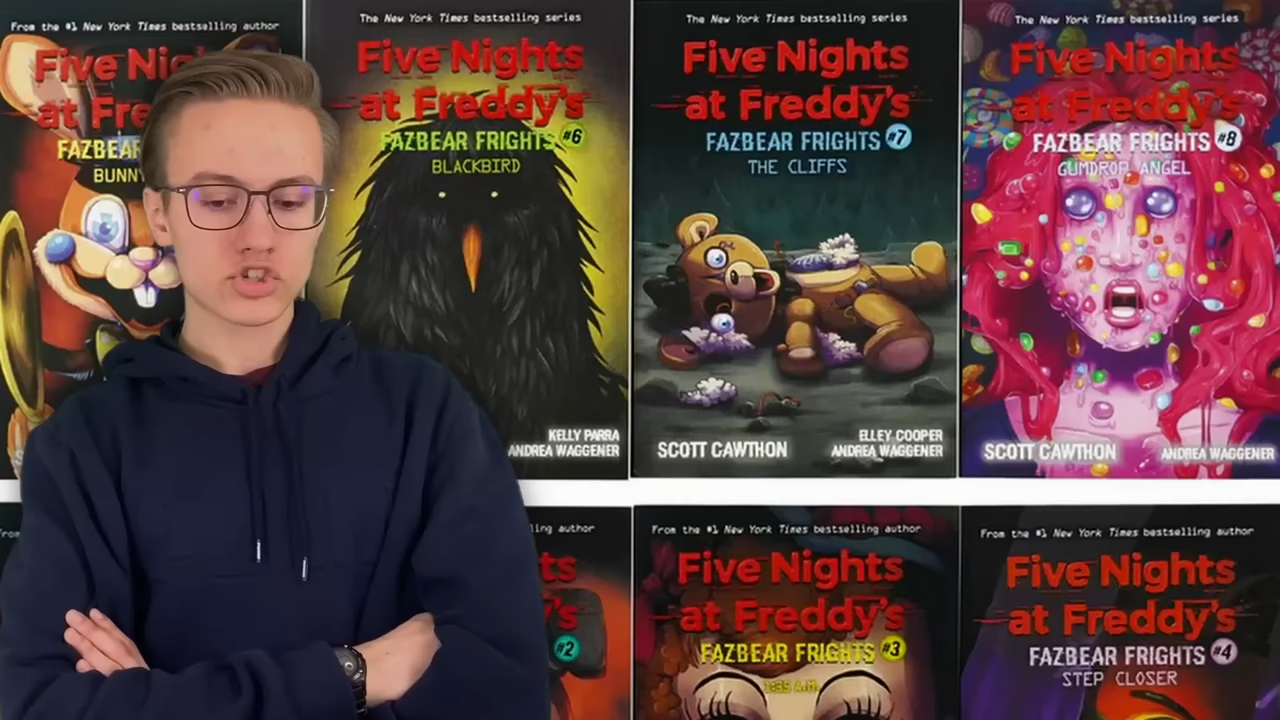 From the #1 New York Times bestselling author
Five Nig
at Fre
FAZBEAR
BUNNY
The New York Times bestselling series
Five Nights
at Freddy's
FAZBEAR FRIGHTS #6
BLACKBIRD
KELLY PARRA
ANDREA WAGGENER
The New York Times bestselling series
Five Nights
at Freddy's
FAZBEAR FRIGHTS #7
THE CLIFFS
SCOTT CAWTHON
ELLEY COOPER
ANDREA WAGGENER
The New York Times bestselling series
Five Nights
at Freddy's
FAZBEAR FRIGHTS #8
GUMDROP ANGEL
SCOTT CAWTHON
ANDREA WAGGENER
From
ing author
ts
's
#2
From the #1 New York Times bestselling author
Five Nights
at Freddy's
FAZBEAR FRIGHTS #3
1:35 A.M.
From the #1 New York Times bestselling author
Five Nights
at Freddy's
FAZBEAR FRIGHTS #4
STEP CLOSER